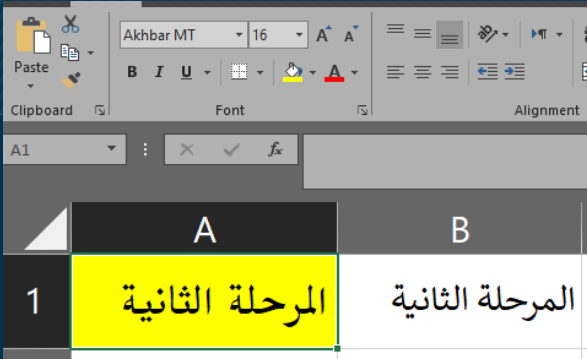 Akhbar MT 16 A A
Paste B I U A
Clipboard Font Alignment
A1 fx
A B
1 المرحلة الثانية المرحلة الثانية